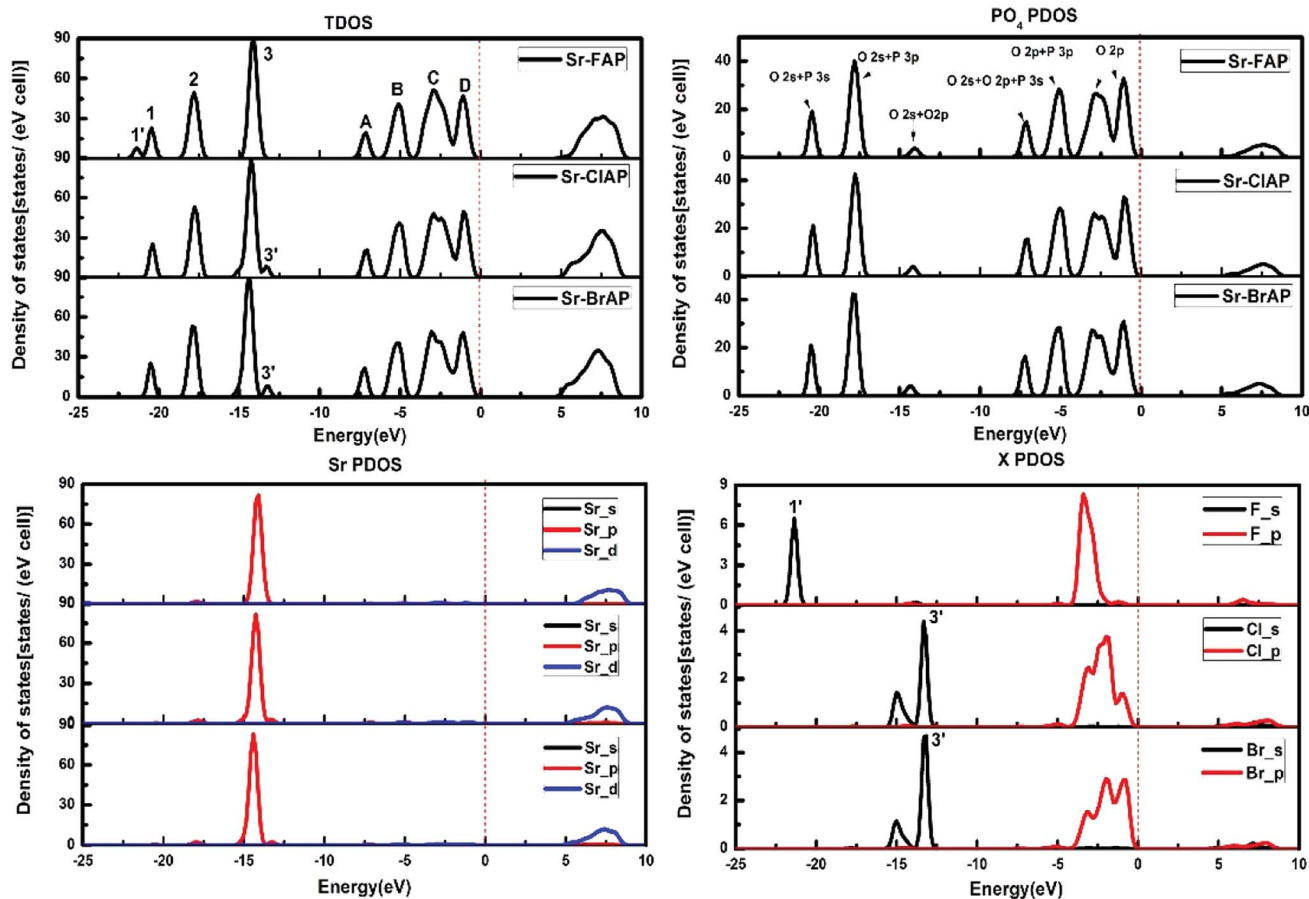 TDOS
Density of states[states/ (eV cell)]
90
60
30
90
60
30
90
60
30
0
1'
1
2
3
A
B
C
D
Sr-FAP
3'
Sr-ClAP
3'
Sr-BrAP
-25 -20 -15 -10 -5 0 5 10
Energy(eV)
PO4 PDOS
Density of states[states/ (eV cell)]
40
20
0
40
20
0
40
20
0
O 2s+P 3s
O 2s+P 3p
O 2s+O2p
O 2s+O 2p+P 3s
O 2p+P 3p
O 2p
Sr-FAP
Sr-ClAP
Sr-BrAP
-25 -20 -15 -10 -5 0 5 10
Energy(eV)
Sr PDOS
Density of states[states/ (eV cell)]
90
60
30
90
60
30
90
60
30
0
Sr_s
Sr_p
Sr_d
Sr_s
Sr_p
Sr_d
Sr_s
Sr_p
Sr_d
-25 -20 -15 -10 -5 0 5 10
Energy(eV)
X PDOS
Density of states[states/ (eV cell)]
9
6
3
0
4
2
0
4
2
0
1'
F_s
F_p
3'
Cl_s
Cl_p
3'
Br_s
Br_p
-25 -20 -15 -10 -5 0 5 10
Energy(eV)